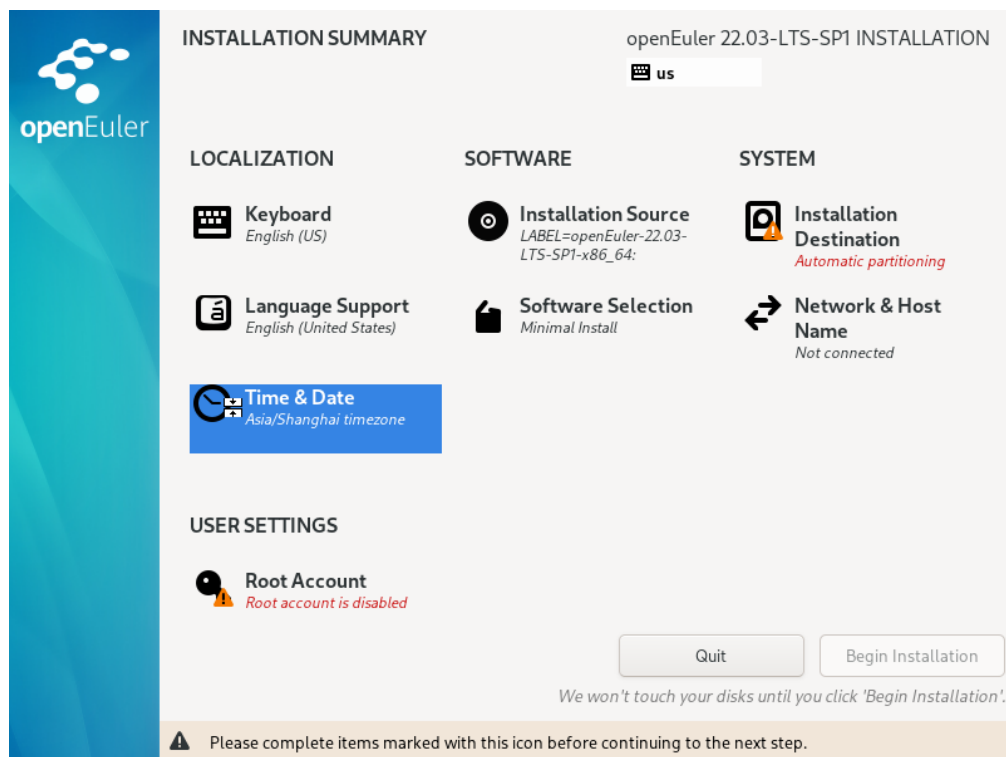 openEuler
INSTALLATION SUMMARY
openEuler 22.03-LTS-SP1 INSTALLATION
us
LOCALIZATION
Keyboard
English (US)
Language Support
English (United States)
Time & Date
Asia/Shanghai timezone
SOFTWARE
Installation Source
LABEL=openEuler-22.03-
LTS-SP1-x86_64:
Software Selection
Minimal Install
SYSTEM
Installation
Destination
Automatic partitioning
Network & Host
Name
Not connected
USER SETTINGS
Root Account
Root account is disabled
Quit
Begin Installation
We won't touch your disks until you click 'Begin Installation'.
Please complete items marked with this icon before continuing to the next step.